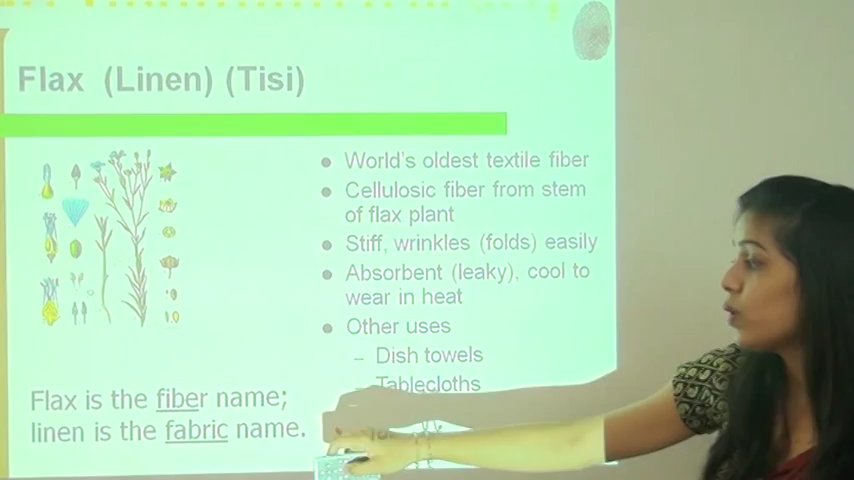 Flax (Linen) (Tisi)
World's oldest textile fiber
Cellulosic fiber from stem
of flax plant
Stiff, wrinkles (folds) easily
Absorbent (leaky), cool to
wear in heat
Other uses
– Dish towels
– Tablecloths
Flax is the fiber name;
linen is the fabric name.